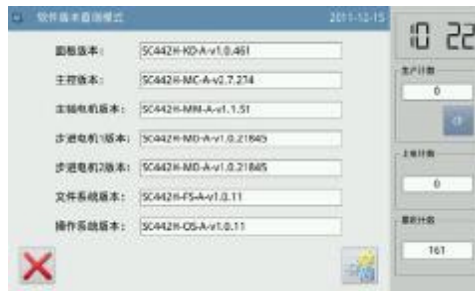 软件版本查询模式 2011-12-15
面板版本： SC442H-KD-A-v1.0.461
主控版本： SC442H-MC-A-v2.7.274
主轴电机版本： SC442H-MM-A-v1.1.51
步进电机1版本： SC442H-MD-A-v1.0.21845
步进电机2版本： SC442H-MD-A-v1.0.21845
文件系统版本： SC442H-FS-A-v1.0.11
操作系统版本： SC442H-OS-A-v1.0.11
10 22
生产计数
0
上电计数
0
161